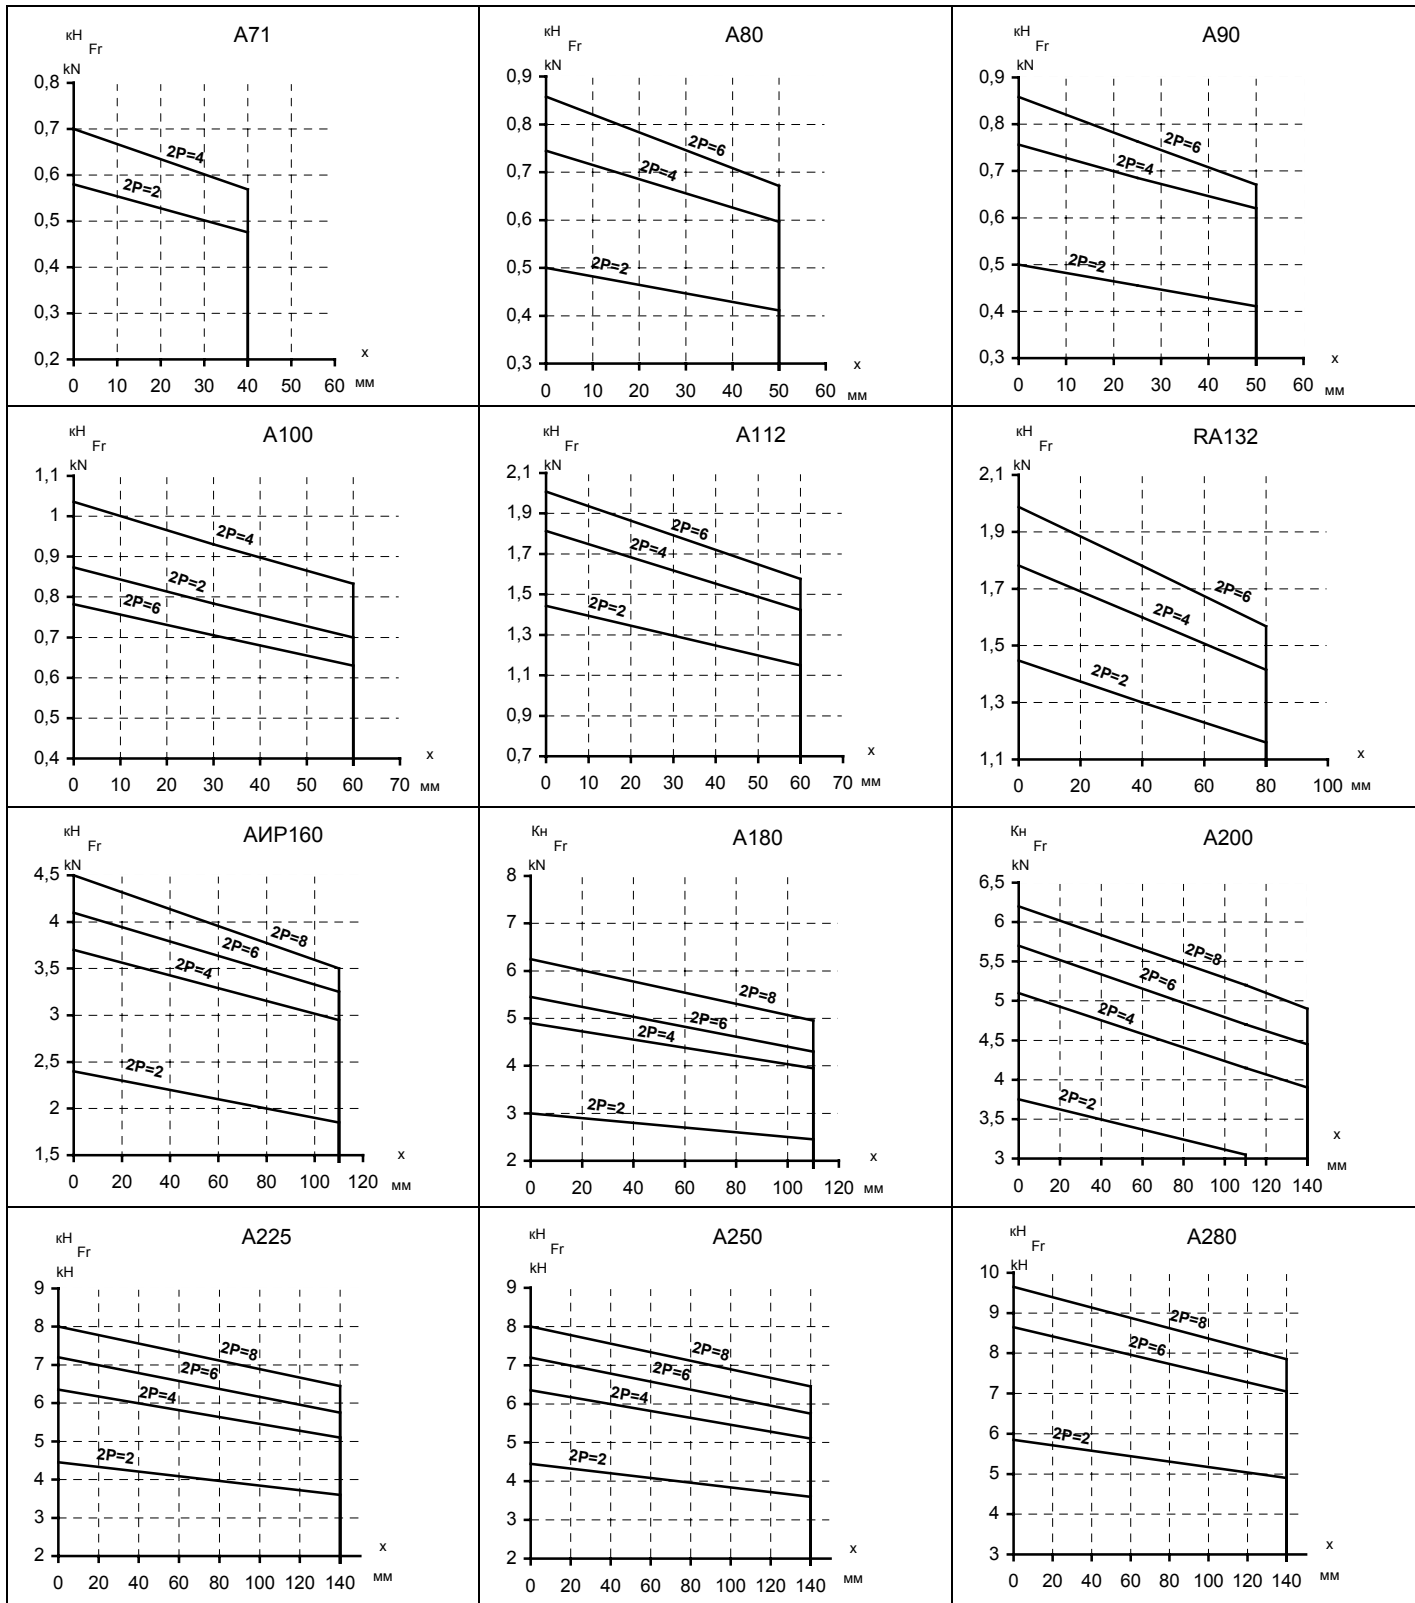 кН
Fr
A71
kN
0,8
0,7
0,6
0,5
0,4
0,3
0,2
2P=4
2P=2
x
0 10 20 30 40 50 60 мм
кН
Fr
A80
kN
0,9
0,8
0,7
0,6
0,5
0,4
0,3
2P=6
2P=4
2P=2
x
0 10 20 30 40 50 60 мм
кН
Fr
A90
kN
0,9
0,8
0,7
0,6
0,5
0,4
0,3
2P=6
2P=4
2P=2
x
0 10 20 30 40 50 60 мм
кН
Fr
A100
kN
1,1
1
0,9
0,8
0,7
0,6
0,5
0,4
2P=4
2P=2
2P=6
x
0 10 20 30 40 50 60 70 мм
кН
Fr
A112
kN
2,1
1,9
1,7
1,5
1,3
1,1
0,9
0,7
2P=6
2P=4
2P=2
x
0 10 20 30 40 50 60 70 мм
кН
Fr
RA132
kN
2,1
1,9
1,7
1,5
1,3
1,1
2P=6
2P=4
2P=2
x
0 20 40 60 80 100 мм
кН
Fr
АИР160
kN
4,5
4
3,5
3
2,5
2
1,5
2P=8
2P=6
2P=4
2P=2
x
0 20 40 60 80 100 120 мм
Кн
Fr
A180
kN
8
7
6
5
4
3
2
2P=8
2P=6
2P=4
2P=2
x
0 20 40 60 80 100 120 мм
Кн
Fr
A200
kN
6,5
6
5,5
5
4,5
4
3,5
3
2P=8
2P=6
2P=4
2P=2
x
0 20 40 60 80 100 120 140 мм
кН
Fr
A225
kH
9
8
7
6
5
4
3
2
2P=8
2P=6
2P=4
2P=2
x
0 20 40 60 80 100 120 140 мм
кН
Fr
A250
kH
9
8
7
6
5
4
3
2
2P=8
2P=6
2P=4
2P=2
x
0 20 40 60 80 100 120 140 мм
кН
Fr
A280
kH
10
9
8
7
6
5
4
3
2P=8
2P=6
2P=2
x
0 20 40 60 80 100 120 140 мм